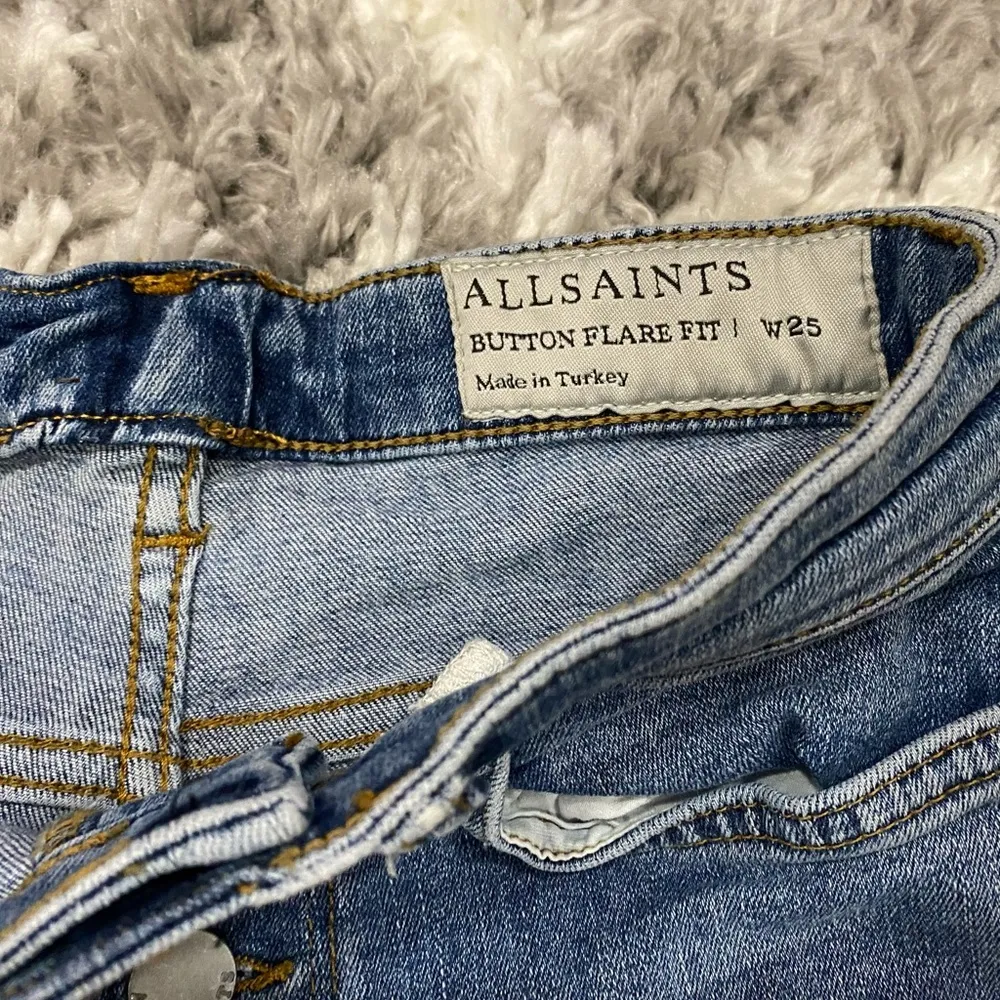 ALLSAINTS
BUTTON FLARE FIT / W25
Made in Turkey